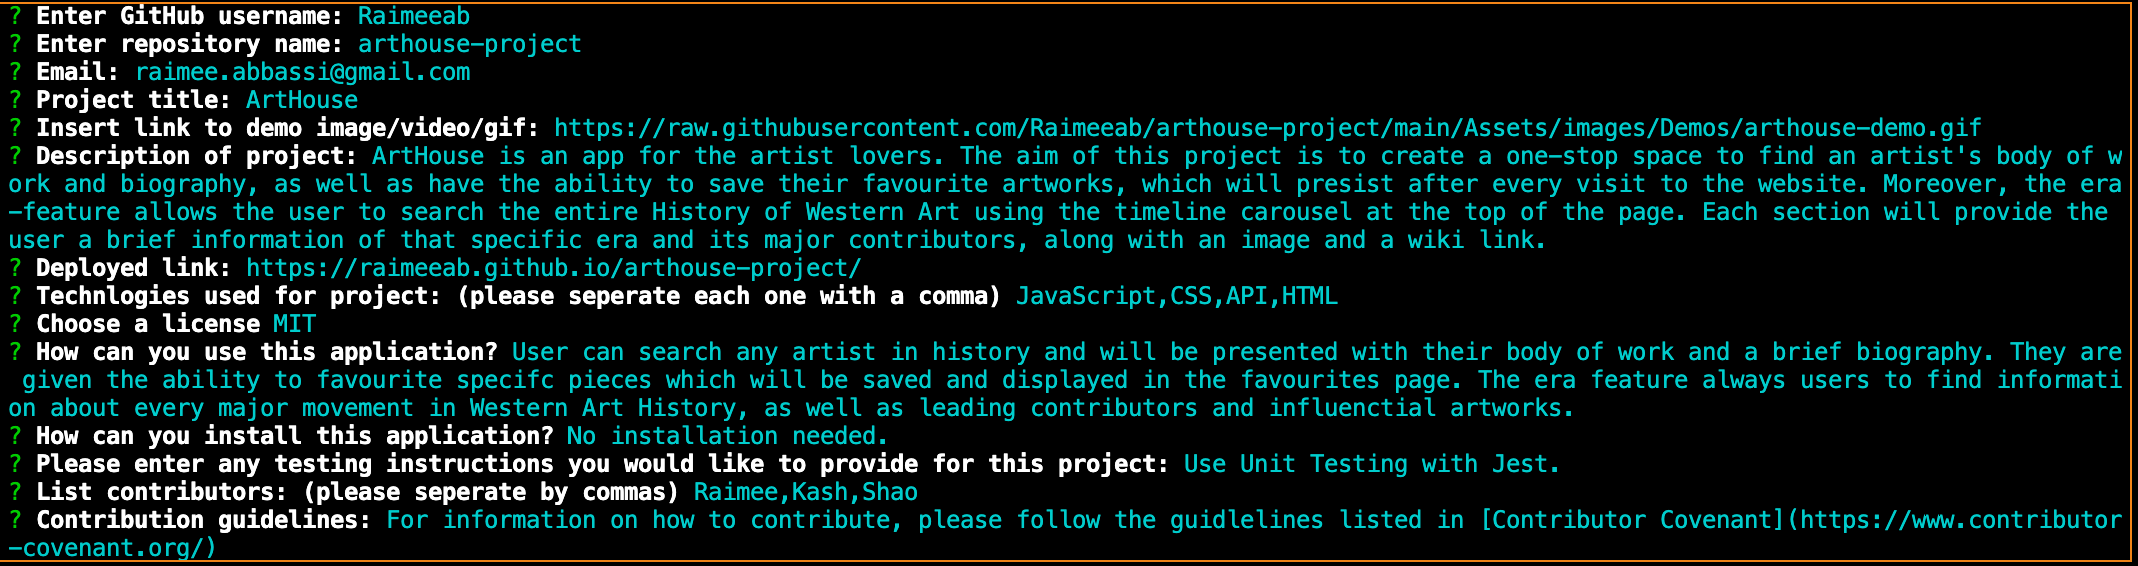 ? Enter GitHub username: Raimeeab
? Enter repository name: arthouse-project
? Email: raimee.abbassi@gmail.com
? Project title: ArtHouse
? Insert link to demo image/video/gif: https://raw.githubusercontent.com/Raimeeab/arthouse-project/main/Assets/images/Demos/arthouse-demo.gif
? Description of project: ArtHouse is an app for the artist lovers. The aim of this project is to create a one-stop space to find an artist's body of w
ork and biography, as well as have the ability to save their favourite artworks, which will presist after every visit to the website. Moreover, the era
-feature allows the user to search the entire History of Western Art using the timeline carousel at the top of the page. Each section will provide the
user a brief information of that specific era and its major contributors, along with an image and a wiki link.
? Deployed link: https://raimeeab.github.io/arthouse-project/
? Technlogies used for project: (please seperate each one with a comma) JavaScript,CSS,API,HTML
? Choose a license MIT
? How can you use this application? User can search any artist in history and will be presented with their body of work and a brief biography. They are
 given the ability to favourite specifc pieces which will be saved and displayed in the favourites page. The era feature always users to find informati
on about every major movement in Western Art History, as well as leading contributors and influenctial artworks.
? How can you install this application? No installation needed.
? Please enter any testing instructions you would like to provide for this project: Use Unit Testing with Jest.
? List contributors: (please seperate by commas) Raimee,Kash,Shao
? Contribution guidelines: For information on how to contribute, please follow the guidlelines listed in [Contributor Covenant](https://www.contributor
-covenant.org/)